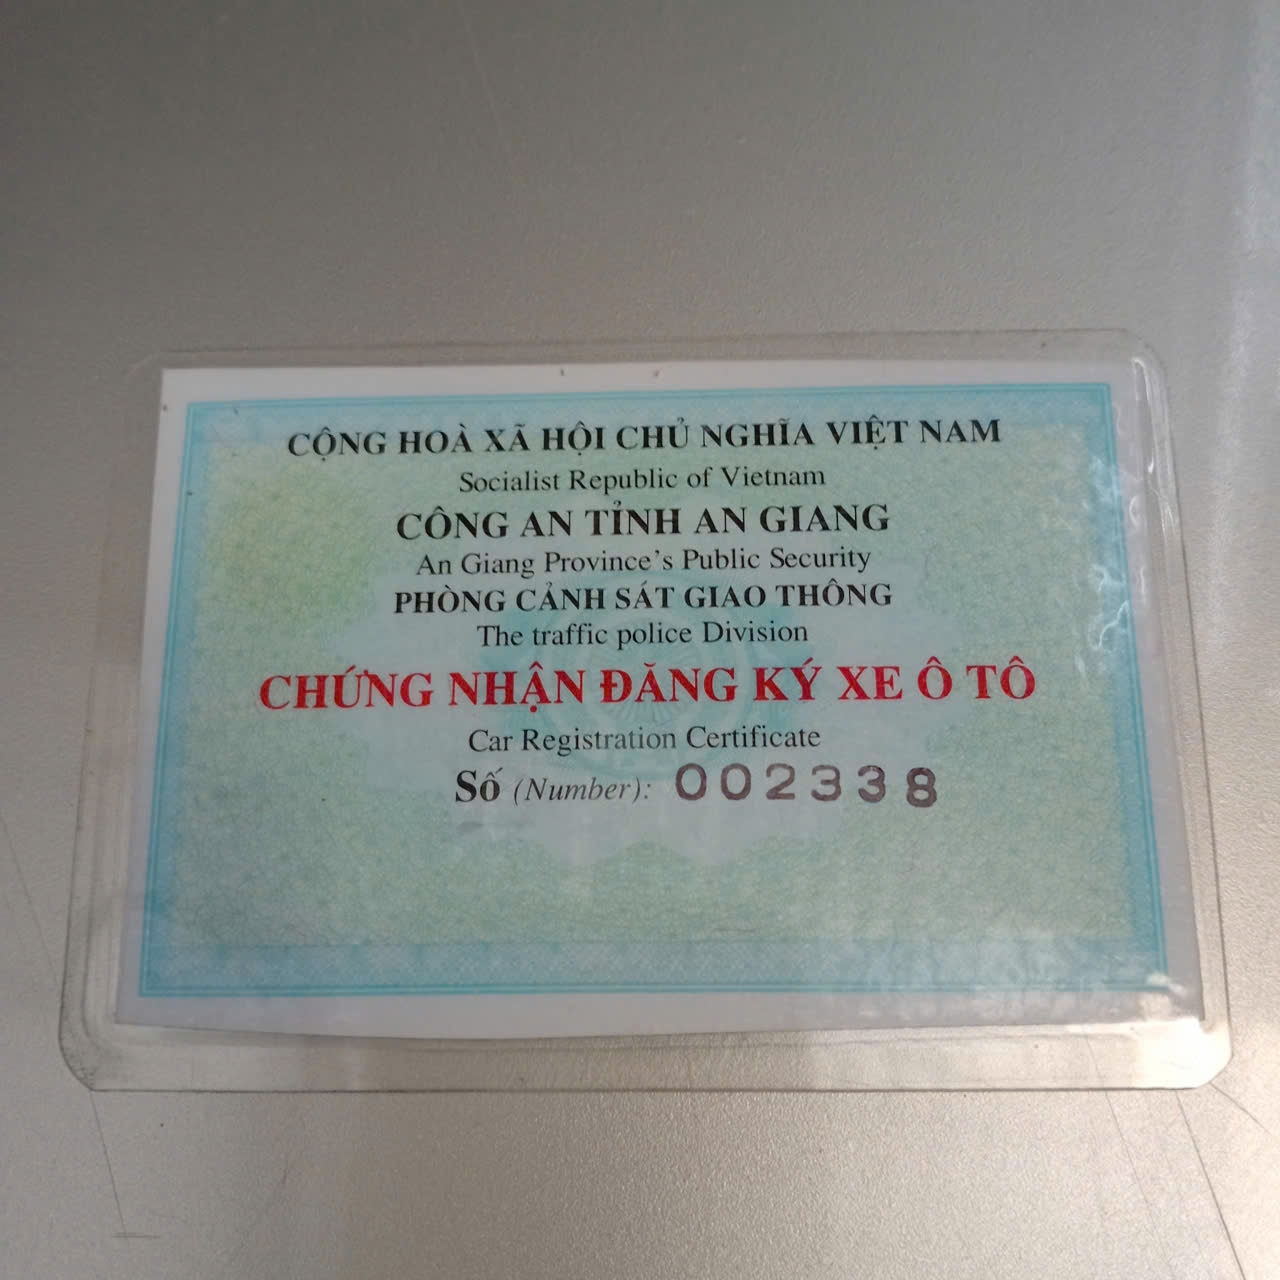 CỘNG HOÀ XÃ HỘI CHỦ NGHĨA VIỆT NAM
Socialist Republic of Vietnam
CÔNG AN TỈNH AN GIANG
An Giang Province's Public Security
PHÒNG CẢNH SÁT GIAO THÔNG
The traffic police Division
CHỨNG NHẬN ĐĂNG KÝ XE Ô TÔ
Car Registration Certificate
Số (Number): 002338